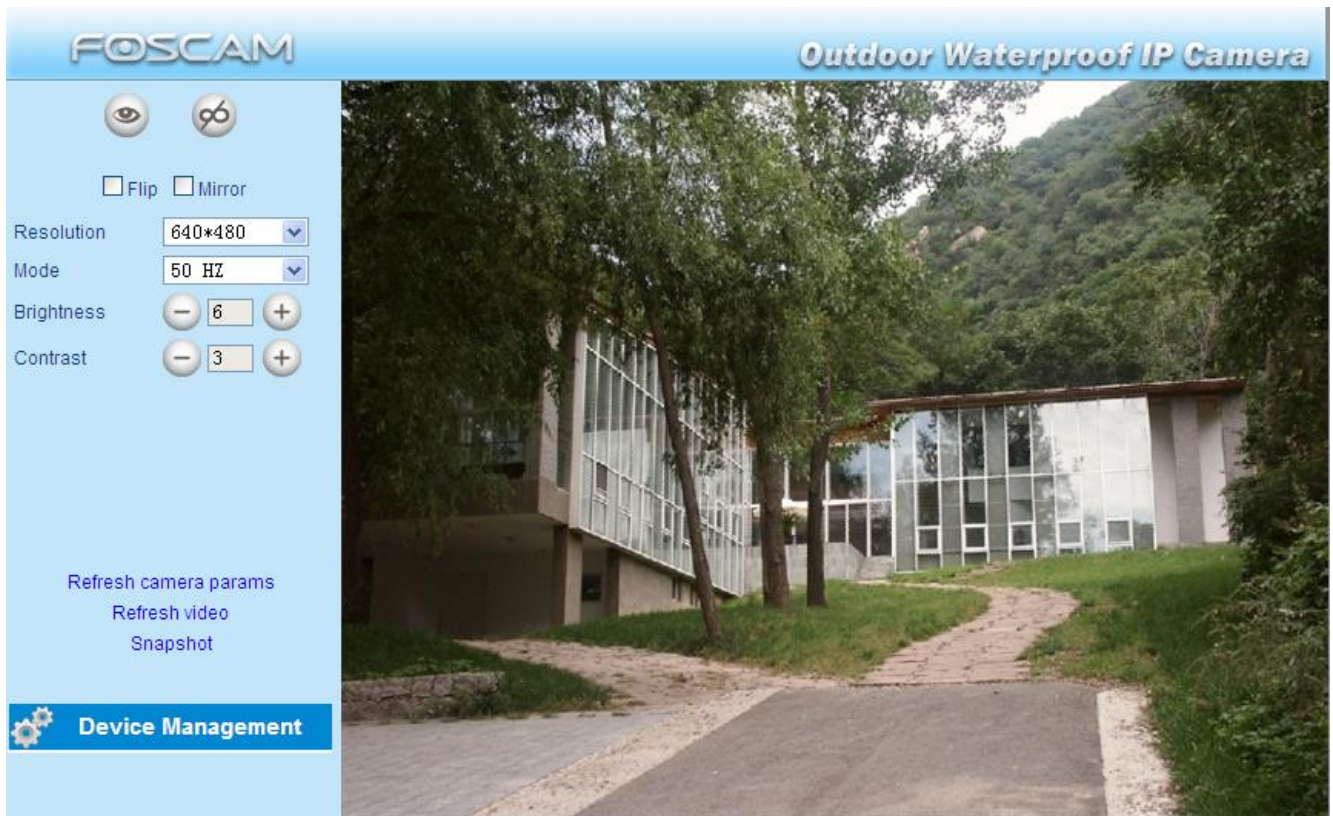 FOSCAM
Outdoor Waterproof IP Camera
Flip Mirror
Resolution 640*480
Mode 50 HZ
Brightness 6
Contrast 3
Refresh camera params
Refresh video
Snapshot
Device Management